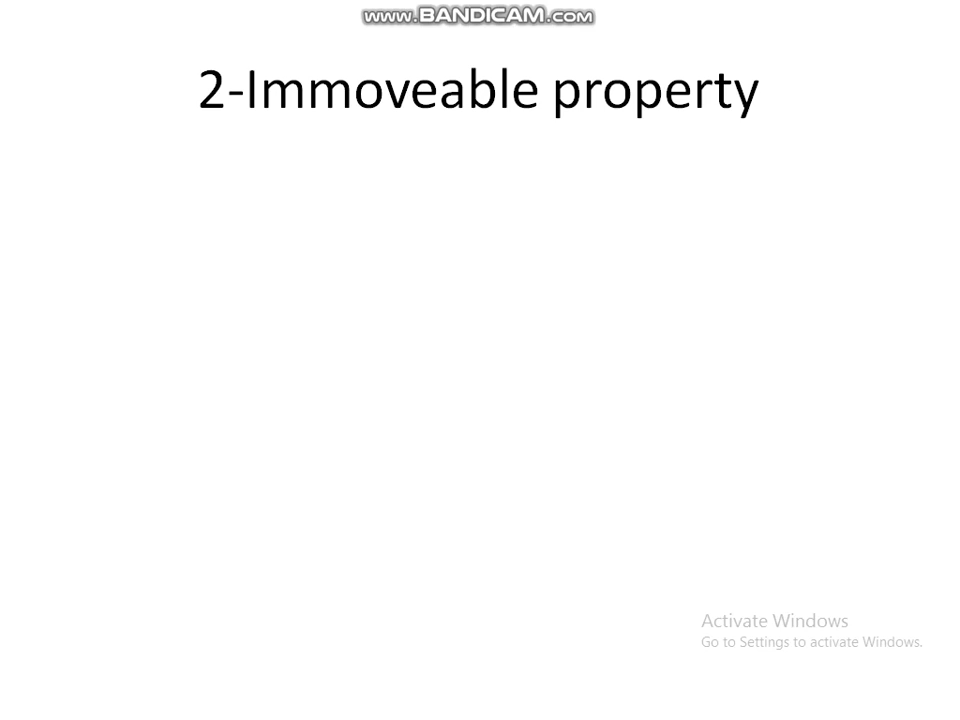 www.BANDICAM.com
2-Immoveable property
Activate Windows
Go to Settings to activate Windows.